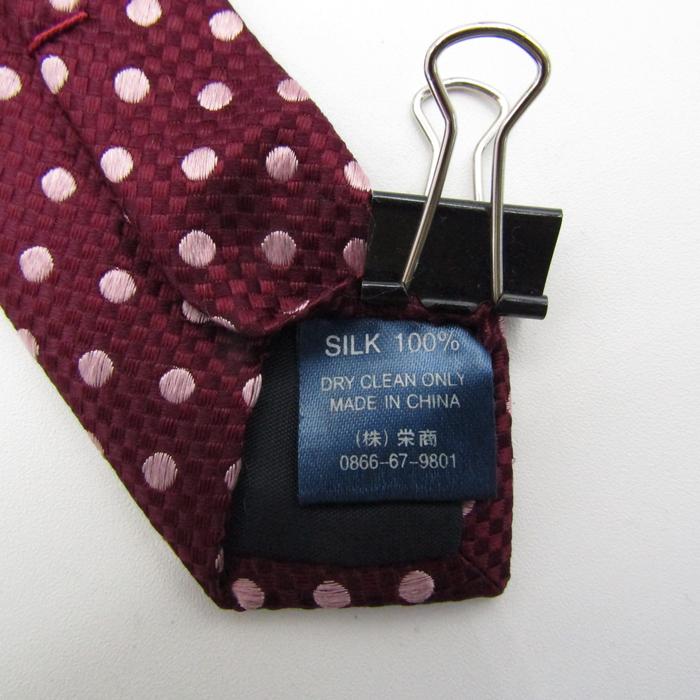 SILK 100%
DRY CLEAN ONLY
MADE IN CHINA
(株) 栄商
0866-67-9801